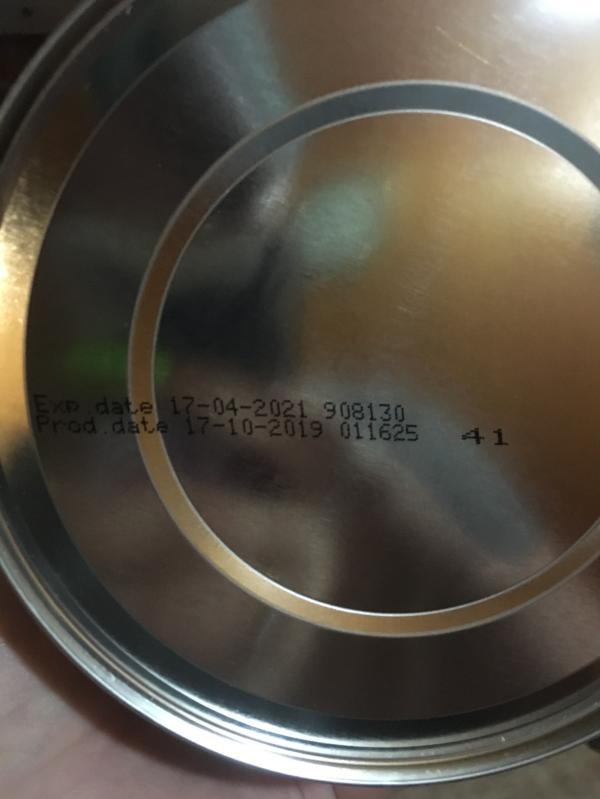 Exp.date 17-04-2021 908130
Prod.date 17-10-2019 011625 41